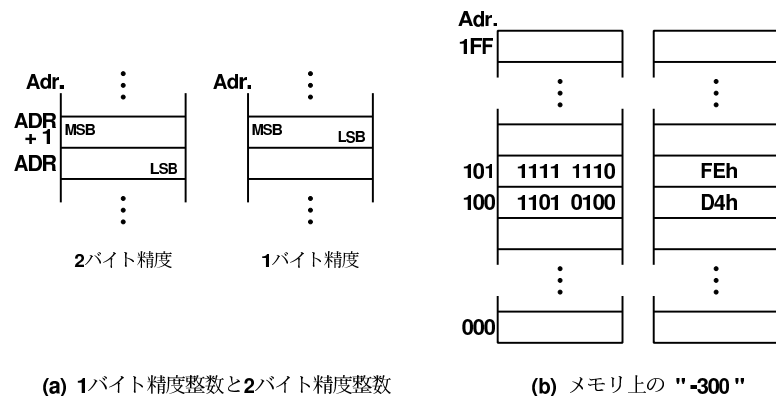 Adr.
ADR + 1
MSB
ADR
LSB
2バイト精度
Adr.
MSB
LSB
1バイト精度
(a) 1バイト精度整数と2バイト精度整数
Adr.
1FF
101 1111 1110 FEh
100 1101 0100 D4h
000
(b) メモリ上の "-300"